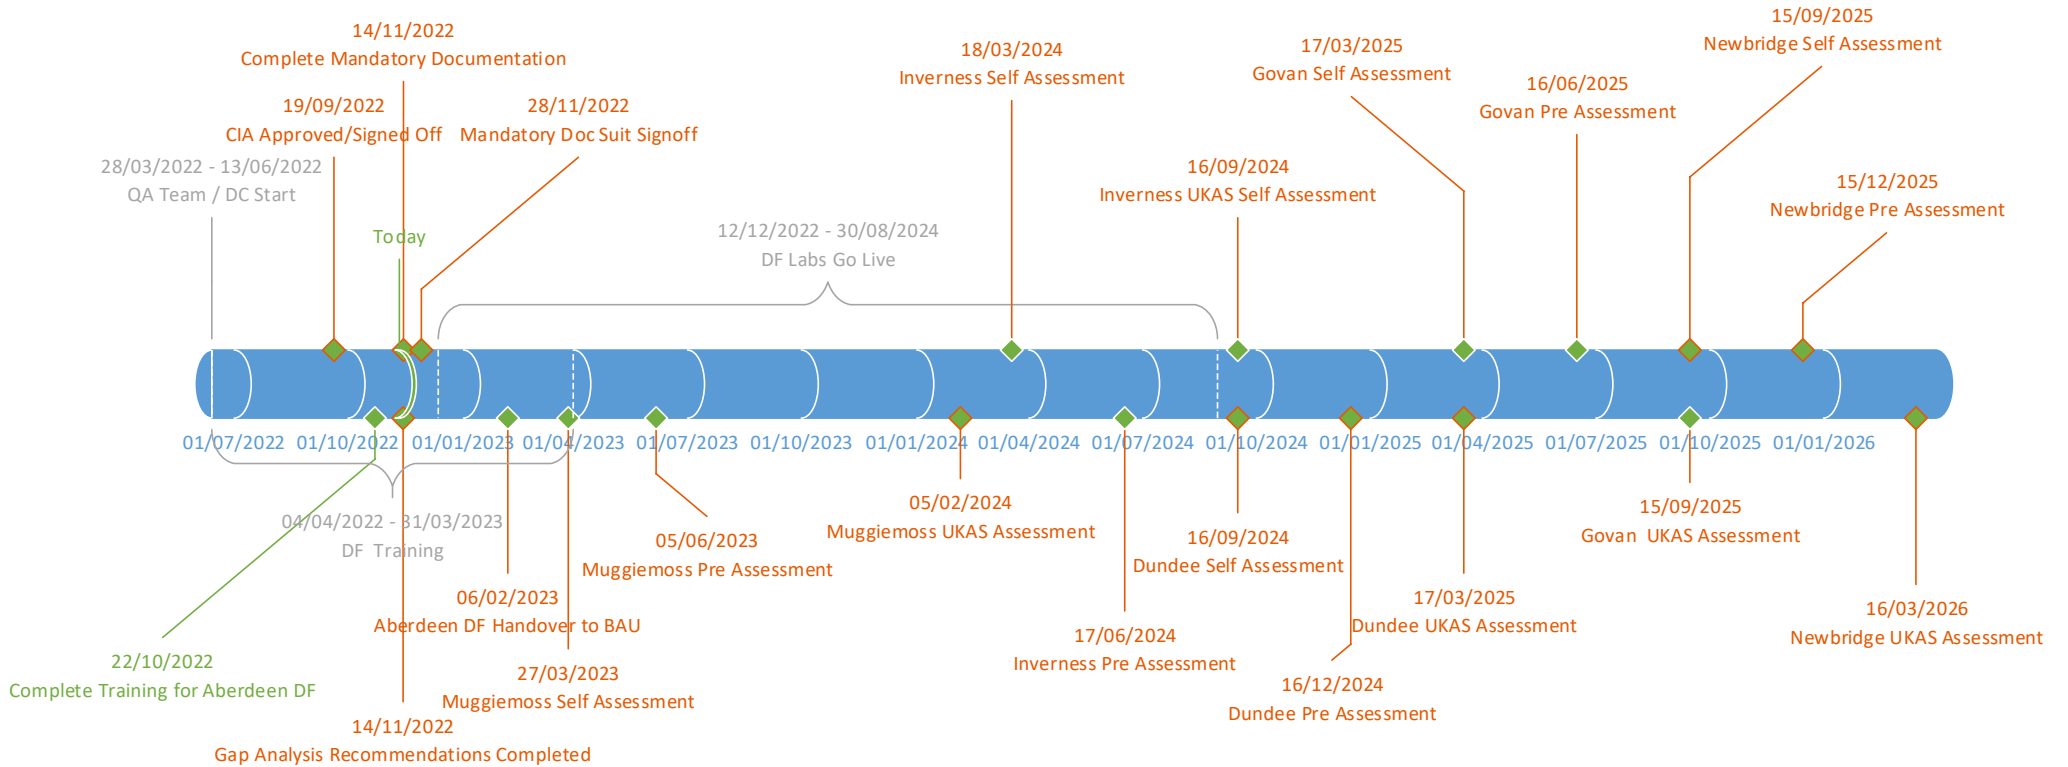 15/09/2025
Newbridge Self Assessment
14/11/2022
Complete Mandatory Documentation
18/03/2024
Inverness Self Assessment
17/03/2025
Govan Self Assessment
16/06/2025
Govan Pre Assessment
19/09/2022
CIA Approved/Signed Off
28/11/2022
Mandatory Doc Suit Signoff
28/03/2022 - 13/06/2022
QA Team / DC Start
16/09/2024
Inverness UKAS Self Assessment
15/12/2025
Newbridge Pre Assessment
Today
12/12/2022 - 30/08/2024
DF Labs Go Live
01/07/2022
01/10/2022
01/01/2023
01/04/2023
01/07/2023
01/10/2023
01/01/2024
01/04/2024
01/07/2024
01/10/2024
01/01/2025
01/04/2025
01/07/2025
01/10/2025
01/01/2026
04/04/2022 - 31/03/2023
DF  Training
05/02/2024
Muggiemoss UKAS Assessment
15/09/2025
Govan  UKAS Assessment
05/06/2023
Muggiemoss Pre Assessment
16/09/2024
Dundee Self Assessment
06/02/2023
Aberdeen DF Handover to BAU
17/03/2025
Dundee UKAS Assessment
16/03/2026
Newbridge UKAS Assessment
17/06/2024
Inverness Pre Assessment
22/10/2022
Complete Training for Aberdeen DF
27/03/2023
Muggiemoss Self Assessment
16/12/2024
Dundee Pre Assessment
14/11/2022
Gap Analysis Recommendations Completed